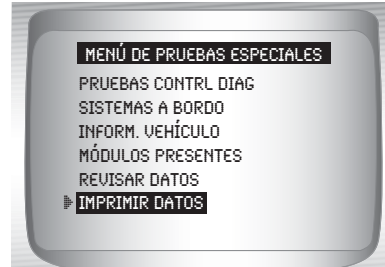 MENÚ DE PRUEBAS ESPECIALES
PRUEBAS CONTRL DIAG
SISTEMAS A BORDO
INFORM. VEHÍCULO
MÓDULOS PRESENTES
REVISAR DATOS
IMPRIMIR DATOS